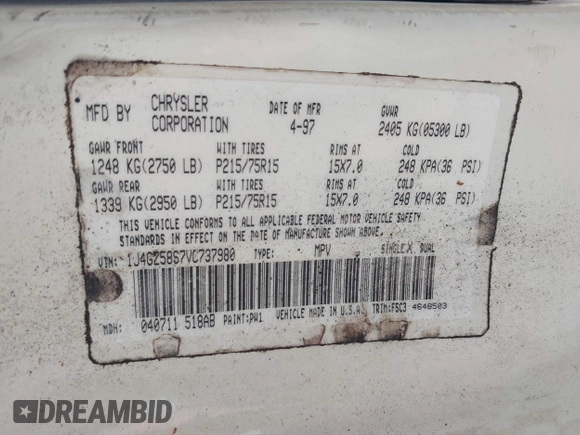 MFD BY CHRYSLER CORPORATION DATE OF MFR 4-97 GVWR 2405 KG(05300 LB)
GAWR FRONT WITH TIRES RIMS AT COLD
1248 KG(2750 LB) P215/75R15 15X7.0 248 KPA(36 PSI)
GAWR REAR WITH TIRES RIMS AT COLD
1339 KG(2950 LB) P215/75R15 15X7.0 248 KPA(36 PSI)
THIS VEHICLE CONFORMS TO ALL APPLICABLE FEDERAL MOTOR VEHICLE SAFETY
STANDARDS IN EFFECT ON THE DATE OF MANUFACTURE SHOWN ABOVE
VIN: 1J4GZ58S7VC737980 TYPE: MPV SINGLE X DUAL
MDH: 040711 518AB PAINT:PW1 VEHICLE MADE IN U.S.A. TRIM:F5C3 4648503
DREAMBID